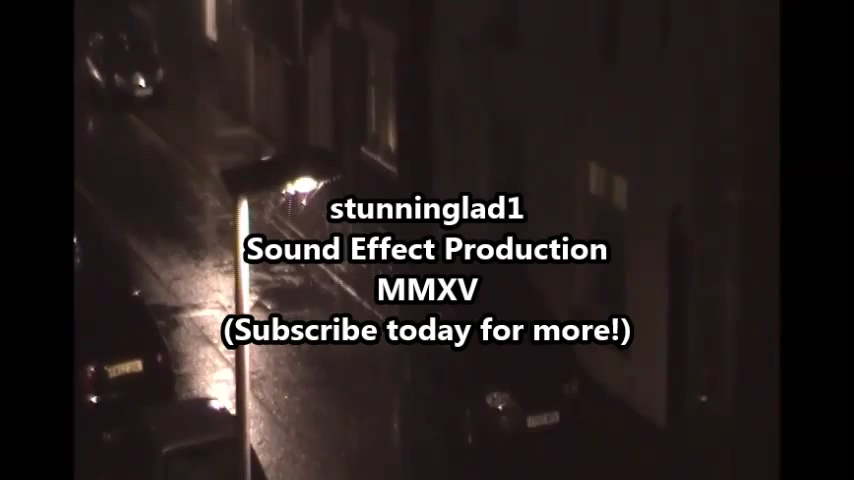 stunninglad1
Sound Effect Production
MMXV
(Subscribe today for more!)